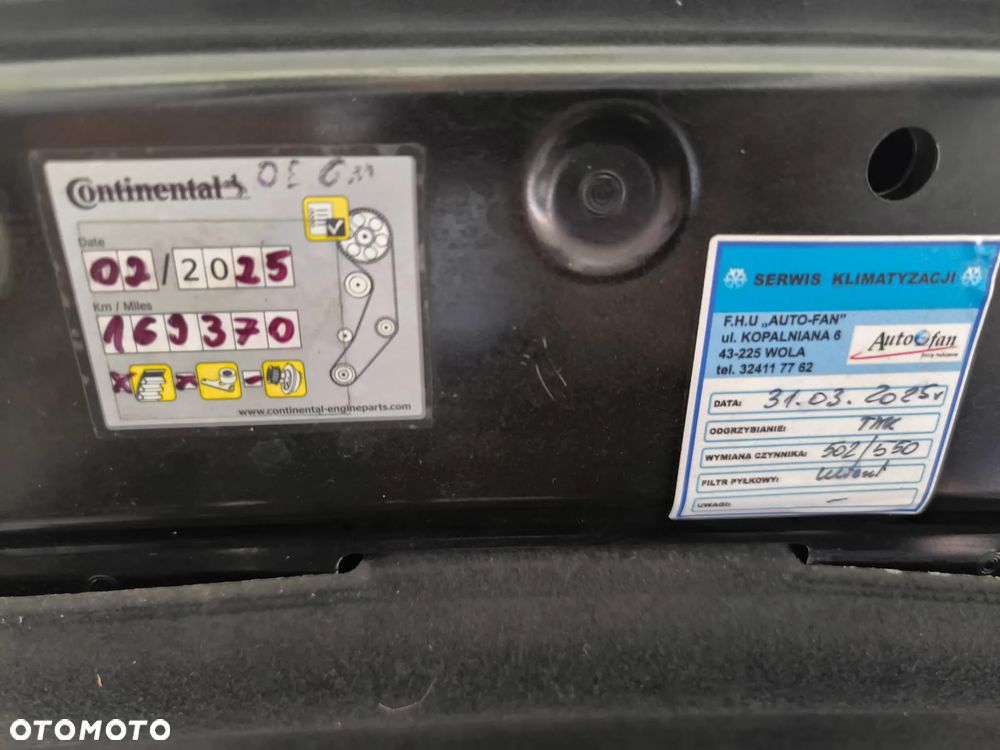 Continental
Date
02/2025
Km / Miles
169370
www.continental-engineparts.com
SERWIS KLIMATYZACJI
F.H.U „AUTO-FAN”
ul. KOPALNIANA 6
43-225 WOLA
tel. 32411 77 62
Autofan
DATA: 31.03.2025r
ODGRZYBIANIE: TAK
WYMIANA CZYNNIKA: 502/550
FILTR PYŁKOWY:
UWAGI: –
OTOMOTO